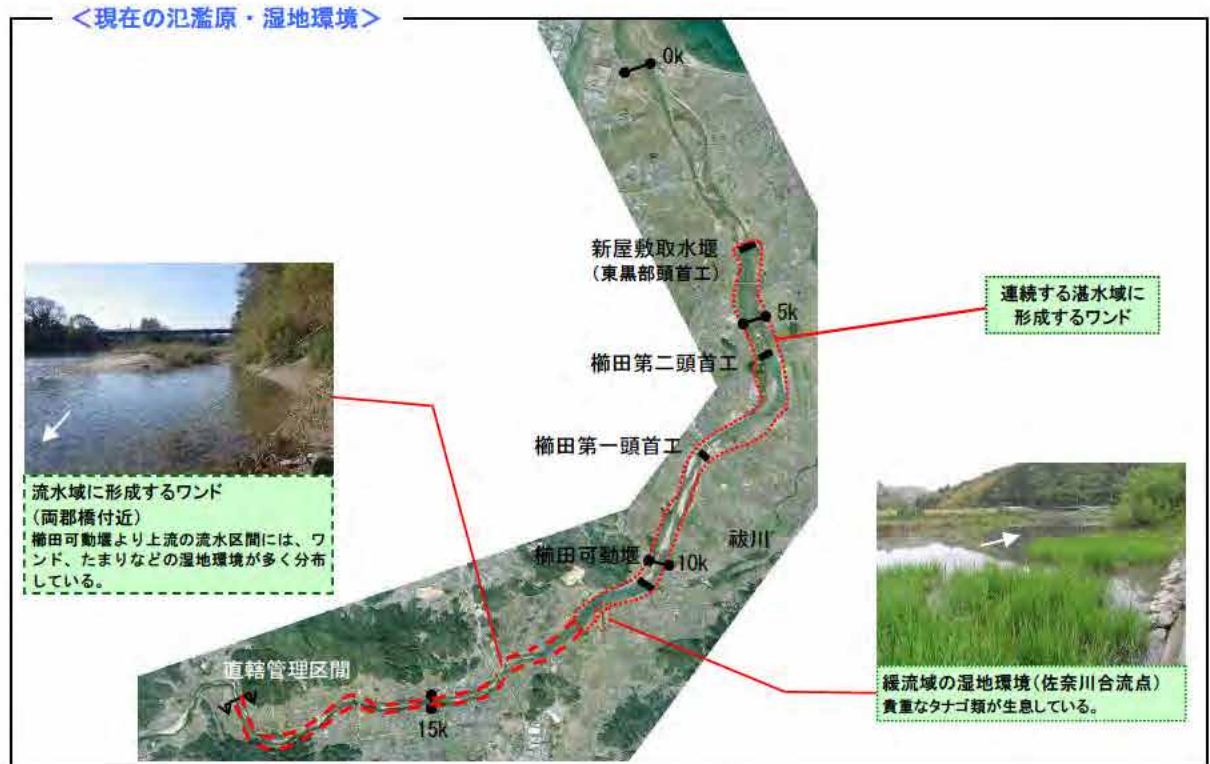 ＜現在の氾濫原・湿地環境＞
0k
新屋敷取水堰
(東黒部頭首工)
5k
連続する湛水域に
形成するワンド
櫛田第二頭首工
櫛田第一頭首工
流水域に形成するワンド
(両郡橋付近)
櫛田可動堰より上流の流水区間には、ワ
ンド、たまりなどの湿地環境が多く分布
している。
櫛田可動堰
10k
祓川
直轄管理区間
15k
緩流域の湿地環境(佐奈川合流点)
貴重なタナゴ類が生息している。